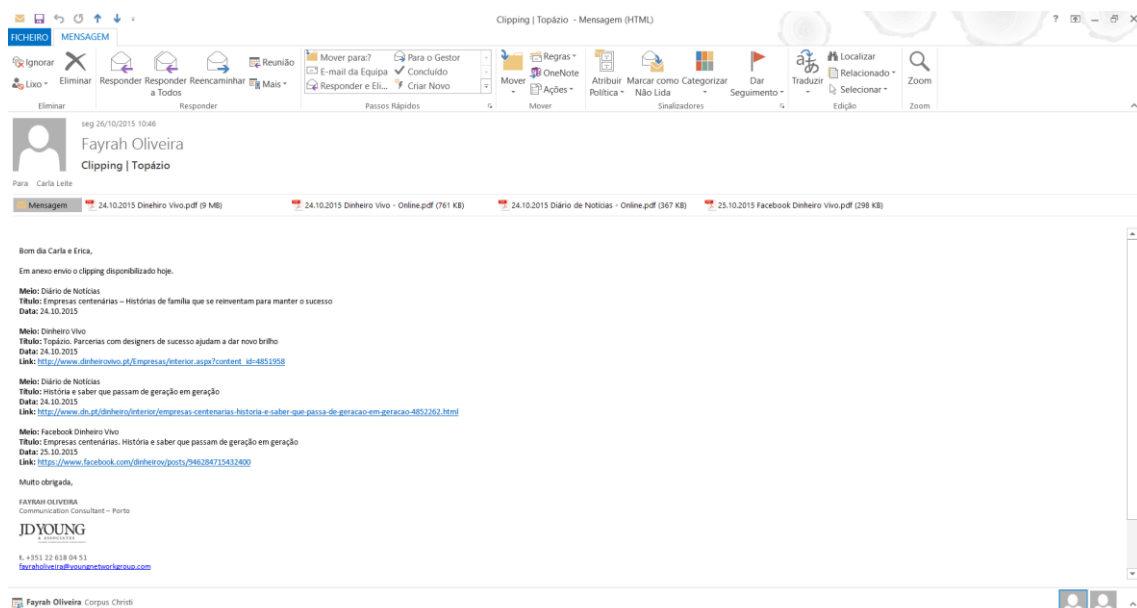 Clipping | Topázio - Mensagem (HTML)
FICHEIRO MENSAGEM
Ignorar
Lixo
Eliminar
Eliminar
Responder Responder a Todos Reencaminhar
Reunião
Mais
Responder
Mover para:?
E-mail da Equipa
Responder e Eli...
Para o Gestor
Concluído
Criar Novo
Passos Rápidos
Mover
Regras
OneNote
Ações
Mover
Atribuir Política
Marcar como Não Lida
Categorizar
Dar Seguimento
Sinalizadores
Traduzir
Localizar
Relacionado
Selecionar
Edição
Zoom
Zoom
seg 26/10/2015 10:46
Fayrah Oliveira
Clipping | Topázio
Para Carla Leite
Mensagem 24.10.2015 Dinehiro Vivo.pdf (9 MB) 24.10.2015 Dinheiro Vivo - Online.pdf (761 KB) 24.10.2015 Diário de Notícias - Online.pdf (367 KB) 25.10.2015 Facebook Dinheiro Vivo.pdf (298 KB)
Bom dia Carla e Erica,
Em anexo envio o clipping disponibilizado hoje.
Meio: Diário de Notícias
Título: Empresas centenárias – Histórias de família que se reinventam para manter o sucesso
Data: 24.10.2015
Meio: Dinheiro Vivo
Título: Topázio. Parcerias com designers de sucesso ajudam a dar novo brilho
Data: 24.10.2015
Link: http://www.dinheirovivo.pt/Empresas/interior.aspx?content_id=4851958
Meio: Diário de Notícias
Título: História e saber que passam de geração em geração
Data: 24.10.2015
Link: http://www.dn.pt/dinheiro/interior/empresas-centenarias-historia-e-saber-que-passa-de-geracao-em-geracao-4852262.html
Meio: Facebook Dinheiro Vivo
Título: Empresas centenárias. História e saber que passam de geração em geração
Data: 25.10.2015
Link: https://www.facebook.com/dinheirov/posts/946284715432400
Muito obrigada,
FAYRAH OLIVEIRA
Communication Consultant – Porto
JD YOUNG
& ASSOCIATES
t. +351 22 618 04 51
fayraholiveira@youngnetworkgroup.com
Fayrah Oliveira Corpus Christi